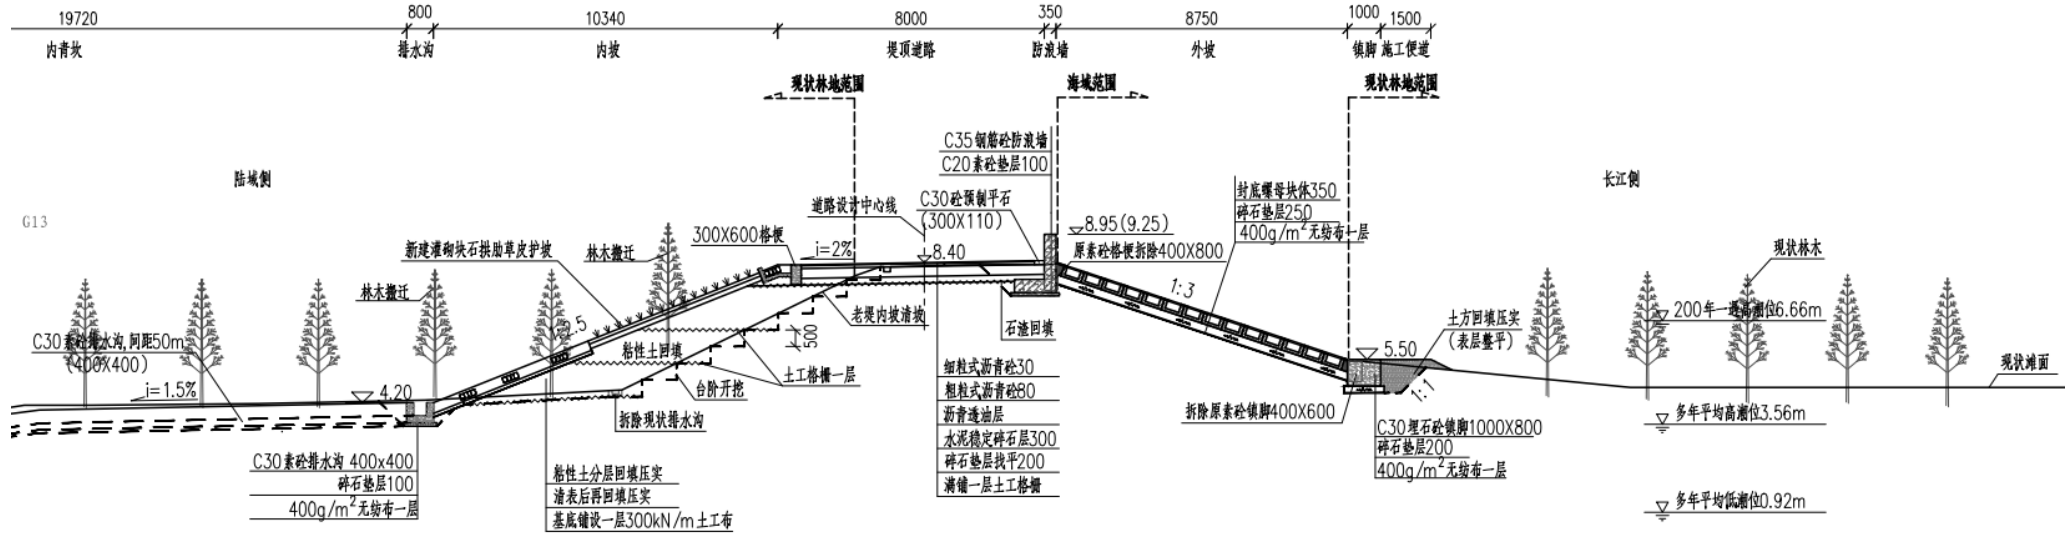 19720
800
10340
8000
350
8750
1000
1500
内青坎
排水沟
内坡
堤顶道路
防浪墙
外坡
镇脚
施工便道
现状林地范围
海域范围
现状林地范围
陆域侧
长江侧
G13
C35钢筋砼防浪墙
C20素砼垫层100
C30砼预制平石
(300X110)
道路设计中心线
封底螺母块体350
碎石垫层250
400g/m²无纺布一层
8.95(9.25)
原素砼格梗拆除400X800
300X600格梗
i=2%
8.40
新建灌砌块石拱肋草皮护坡
林木搬迁
林木搬迁
现状林木
1:3
1:2.5
老堤内坡清坡
石渣回填
500
粘性土回填
土工格栅一层
台阶开挖
拆除现状排水沟
土方回填压实
(表层整平)
200年一遇高潮位6.66m
5.50
1:1
现状滩面
C30素砼排水沟,间距50m
(400X400)
i=1.5%
4.20
细粒式沥青砼30
粗粒式沥青砼80
沥青透油层
水泥稳定碎石层300
碎石垫层找平200
满铺一层土工格栅
拆除原素砼镇脚400X600
C30埋石砼镇脚1000X800
碎石垫层200
400g/m²无纺布一层
多年平均高潮位3.56m
多年平均低潮位0.92m
C30素砼排水沟 400x400
碎石垫层100
400g/m²无纺布一层
粘性土分层回填压实
清表后再回填压实
基底铺设一层300kN/m土工布